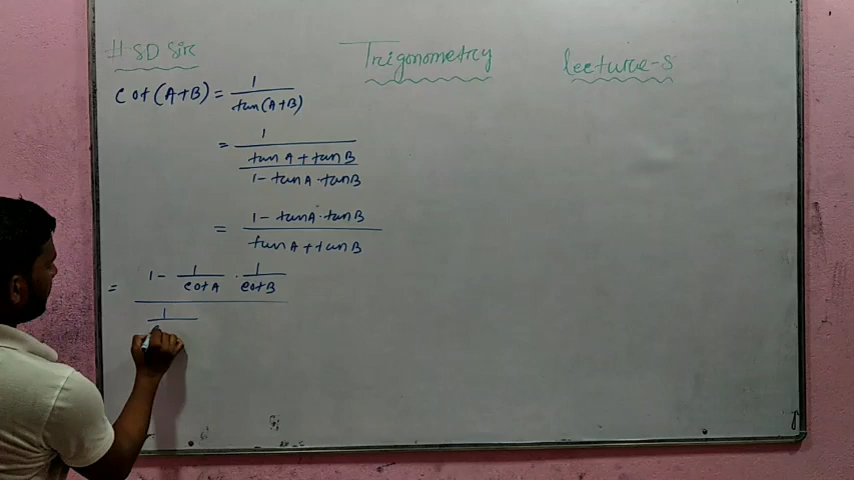 # SD Sir
Trigonometry
lecture-5
cot(A+B) = 1/tan(A+B)
= 1/((tanA + tanB)/(1 - tanA · tanB))
= (1 - tanA · tanB)/(tanA + tanB)
= (1 - 1/cotA · 1/cotB)/(1/